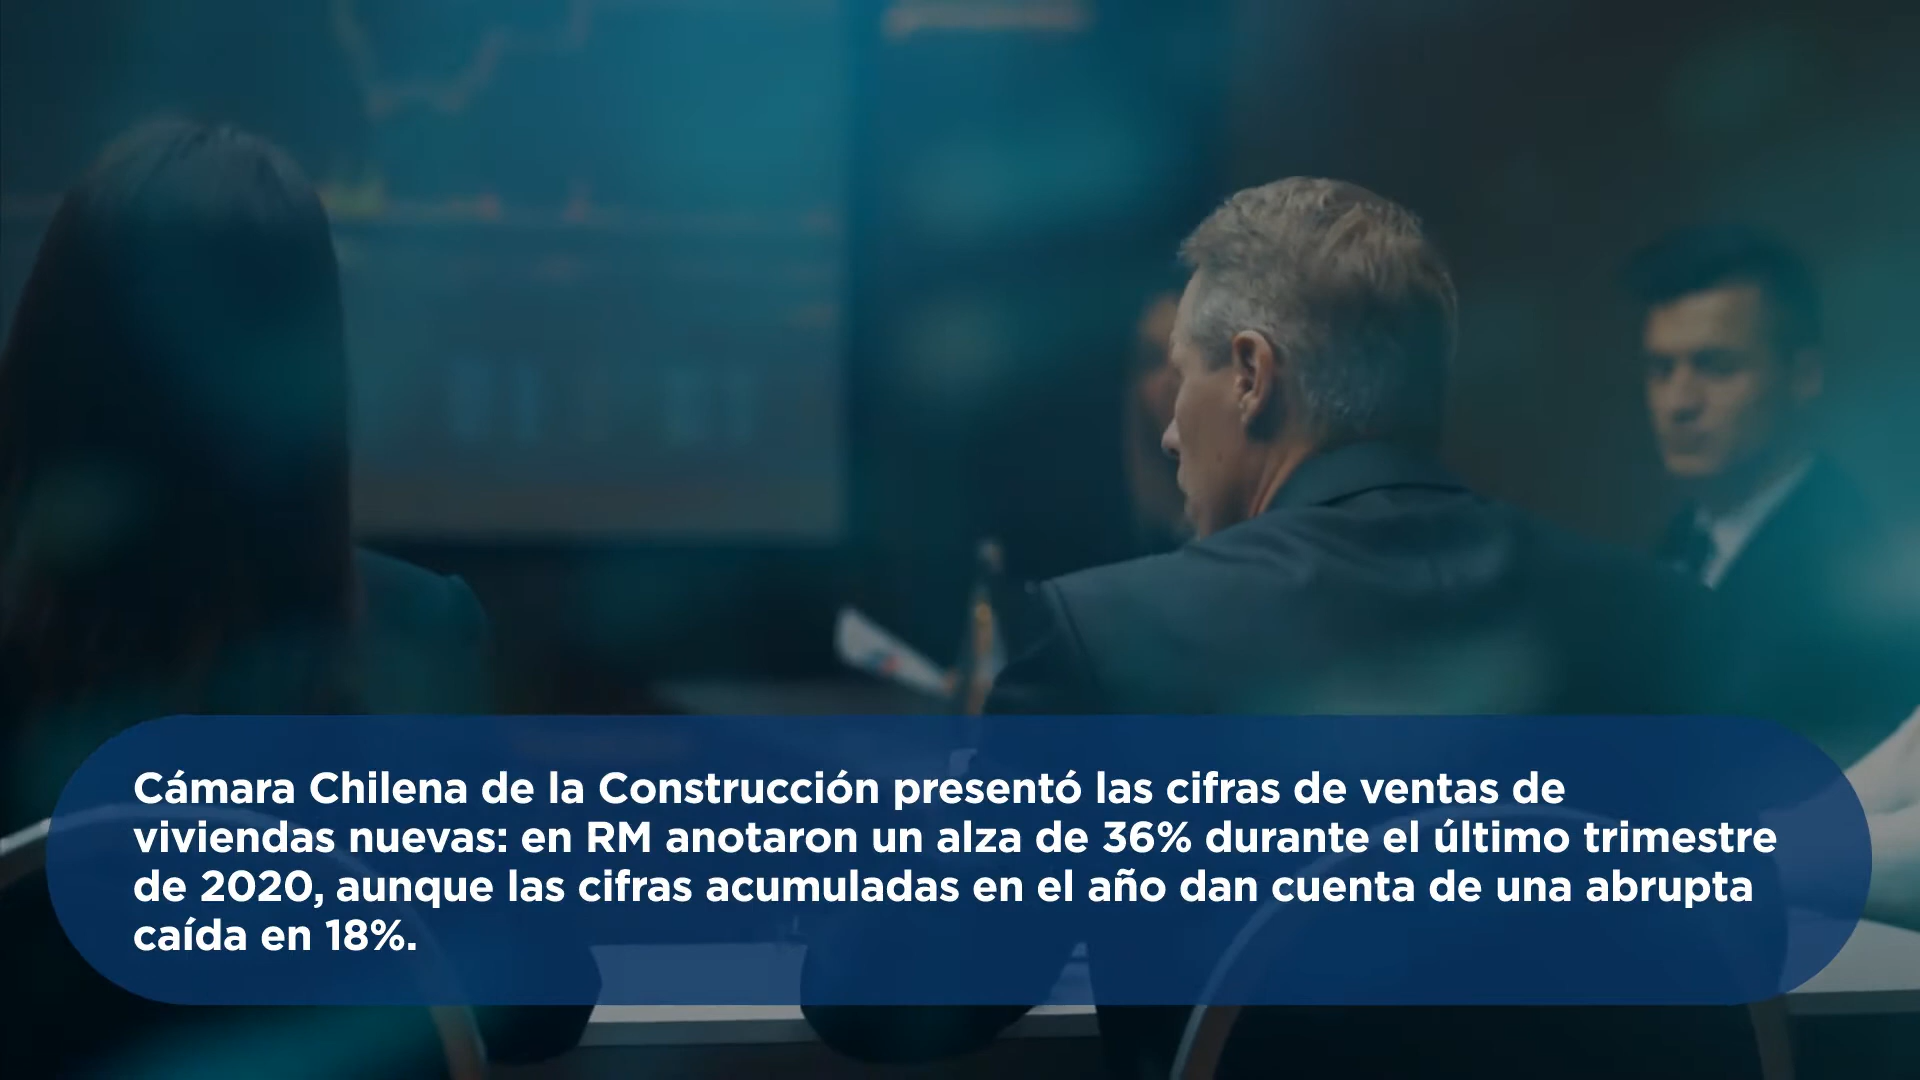 Cámara Chilena de la Construcción presentó las cifras de ventas de
viviendas nuevas: en RM anotaron un alza de 36% durante el último trimestre
de 2020, aunque las cifras acumuladas en el año dan cuenta de una abrupta
caída en 18%.